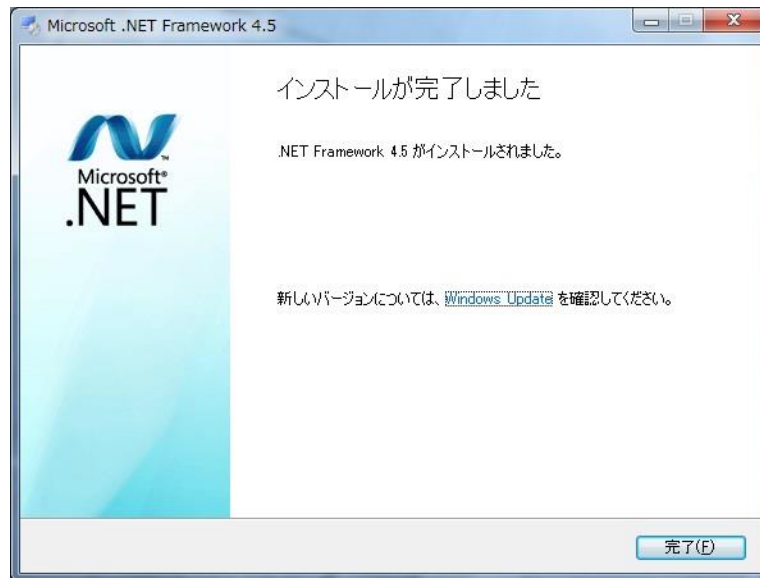 Microsoft .NET Framework 4.5
インストールが完了しました
.NET Framework 4.5 がインストールされました。
Microsoft®
.NET
新しいバージョンについては、Windows Update を確認してください。
完了(F)